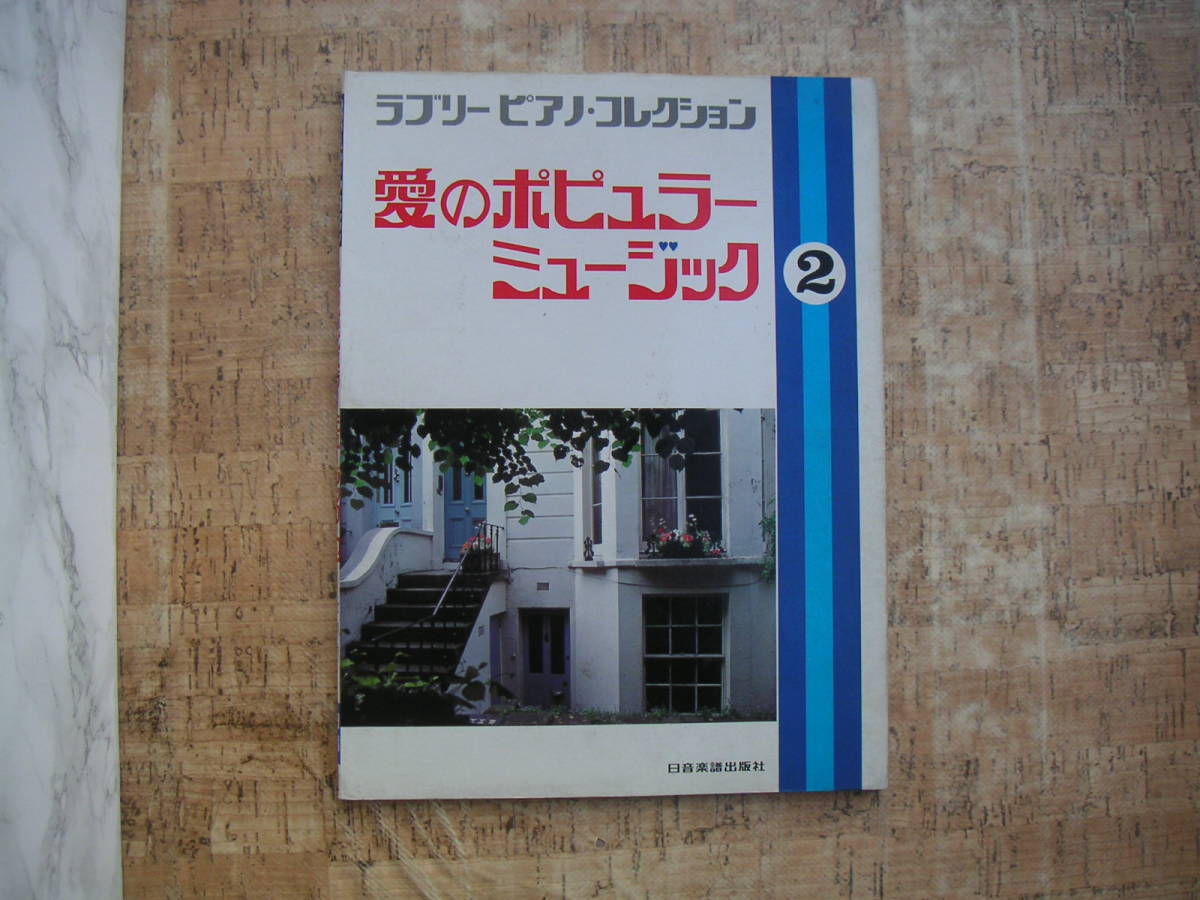 ラブリー ピアノ・コレクション
愛のポピュラー
ミュージック
2
日音楽譜出版社